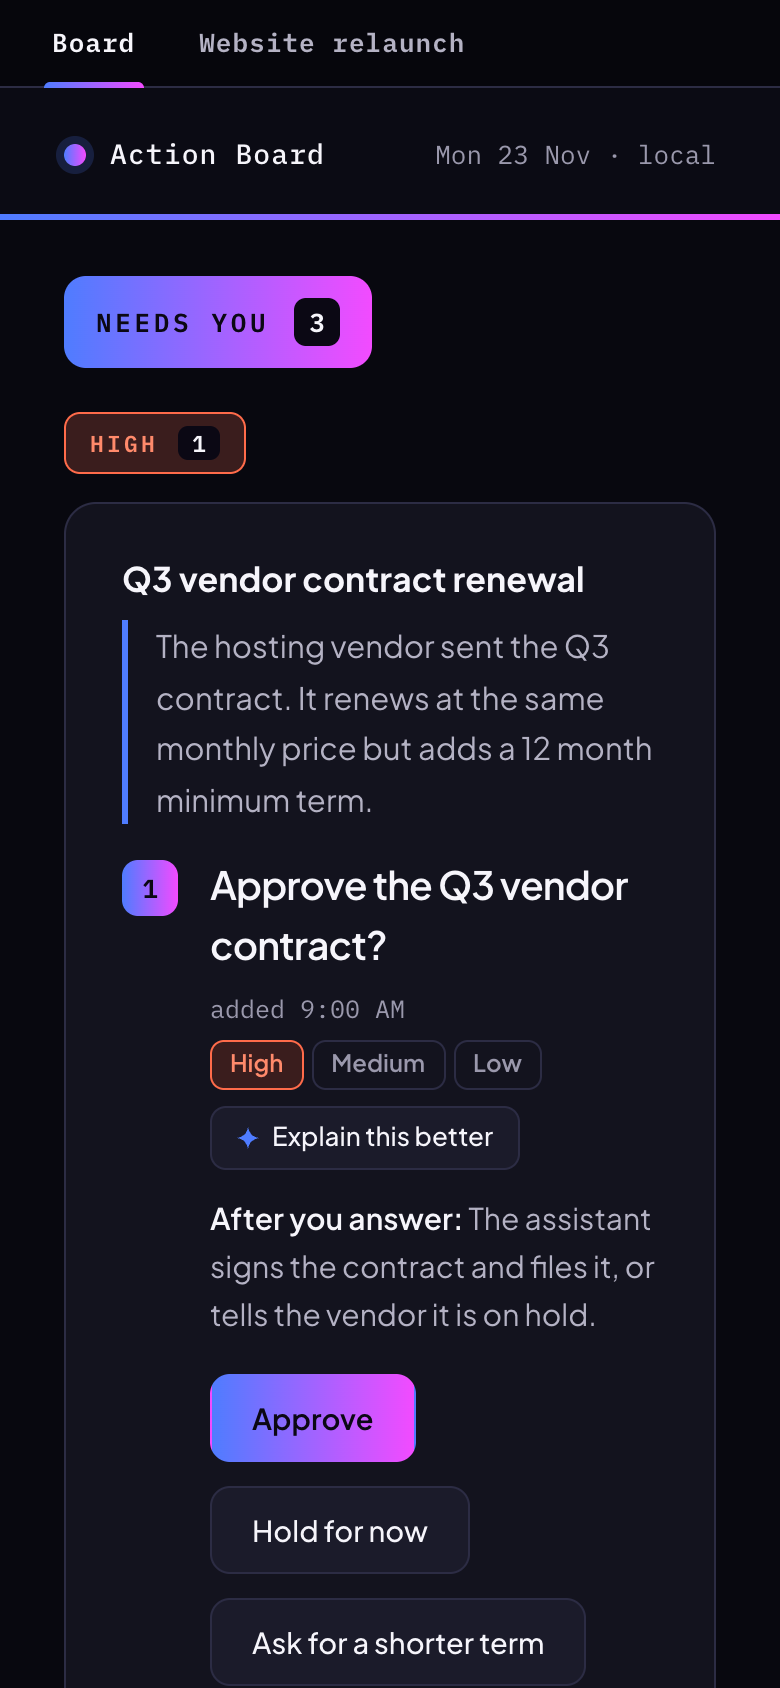 Board Website relaunch
Action Board Mon 23 Nov · local
NEEDS YOU 3
HIGH 1
Q3 vendor contract renewal
The hosting vendor sent the Q3
contract. It renews at the same
monthly price but adds a 12 month
minimum term.
1 Approve the Q3 vendor
contract?
added 9:00 AM
High Medium Low
Explain this better
After you answer: The assistant
signs the contract and files it, or
tells the vendor it is on hold.
Approve
Hold for now
Ask for a shorter term